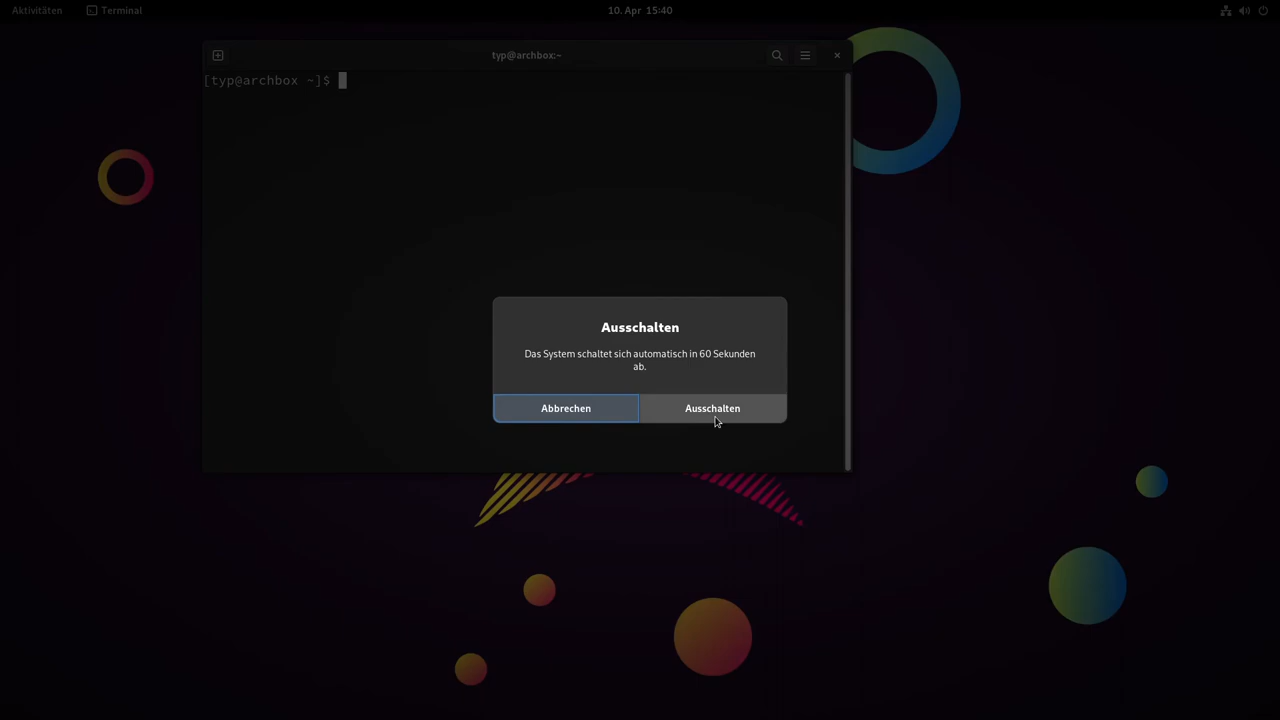 Aktivitäten Terminal 10. Apr 15:40
typ@archbox:~
[typ@archbox ~]$
Ausschalten
Das System schaltet sich automatisch in 60 Sekunden
ab.
Abbrechen Ausschalten